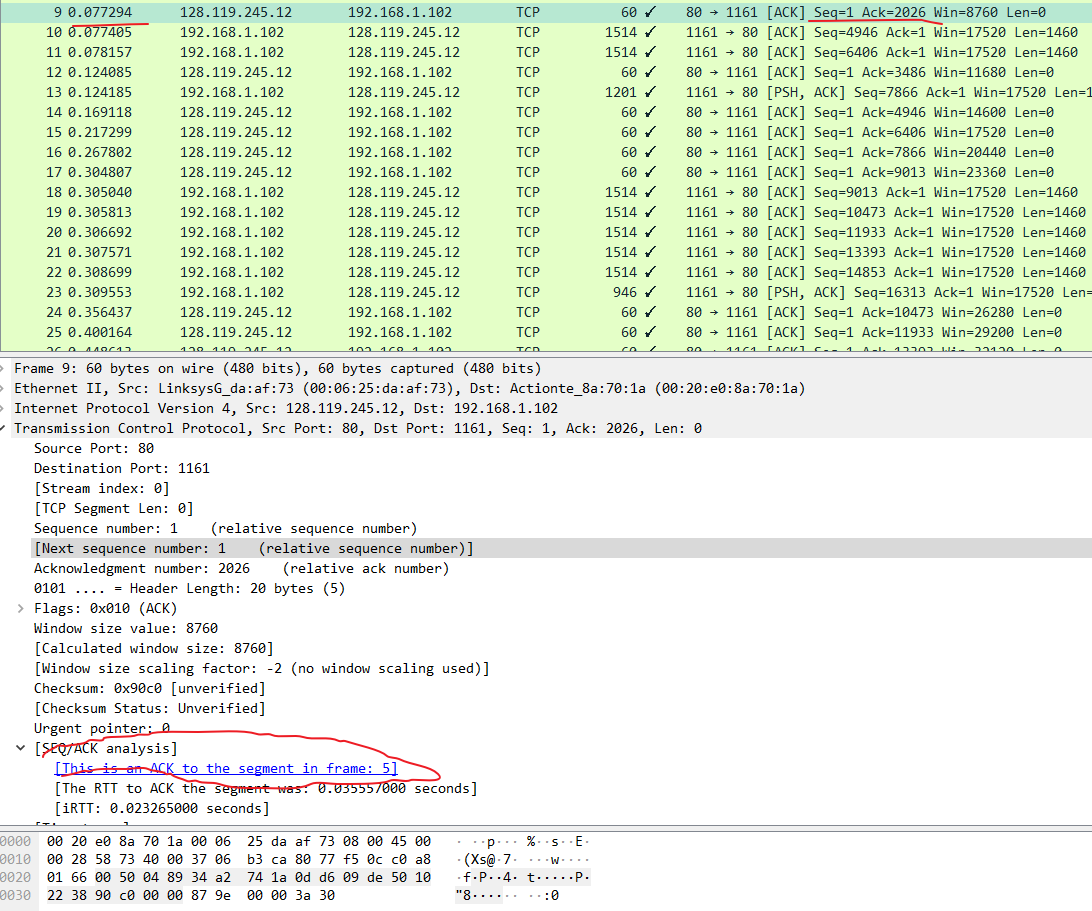 9 0.077294 128.119.245.12 192.168.1.102 TCP 60 ✓ 80 → 1161 [ACK] Seq=1 Ack=2026 Win=8760 Len=0
10 0.077405 192.168.1.102 128.119.245.12 TCP 1514 ✓ 1161 → 80 [ACK] Seq=4946 Ack=1 Win=17520 Len=1460
11 0.078157 192.168.1.102 128.119.245.12 TCP 1514 ✓ 1161 → 80 [ACK] Seq=6406 Ack=1 Win=17520 Len=1460
12 0.124085 128.119.245.12 192.168.1.102 TCP 60 ✓ 80 → 1161 [ACK] Seq=1 Ack=3486 Win=11680 Len=0
13 0.124185 192.168.1.102 128.119.245.12 TCP 1201 ✓ 1161 → 80 [PSH, ACK] Seq=7866 Ack=1 Win=17520 Len=1
14 0.169118 128.119.245.12 192.168.1.102 TCP 60 ✓ 80 → 1161 [ACK] Seq=1 Ack=4946 Win=14600 Len=0
15 0.217299 128.119.245.12 192.168.1.102 TCP 60 ✓ 80 → 1161 [ACK] Seq=1 Ack=6406 Win=17520 Len=0
16 0.267802 128.119.245.12 192.168.1.102 TCP 60 ✓ 80 → 1161 [ACK] Seq=1 Ack=7866 Win=20440 Len=0
17 0.304807 128.119.245.12 192.168.1.102 TCP 60 ✓ 80 → 1161 [ACK] Seq=1 Ack=9013 Win=23360 Len=0
18 0.305040 192.168.1.102 128.119.245.12 TCP 1514 ✓ 1161 → 80 [ACK] Seq=9013 Ack=1 Win=17520 Len=1460
19 0.305813 192.168.1.102 128.119.245.12 TCP 1514 ✓ 1161 → 80 [ACK] Seq=10473 Ack=1 Win=17520 Len=1460
20 0.306692 192.168.1.102 128.119.245.12 TCP 1514 ✓ 1161 → 80 [ACK] Seq=11933 Ack=1 Win=17520 Len=1460
21 0.307571 192.168.1.102 128.119.245.12 TCP 1514 ✓ 1161 → 80 [ACK] Seq=13393 Ack=1 Win=17520 Len=1460
22 0.308699 192.168.1.102 128.119.245.12 TCP 1514 ✓ 1161 → 80 [ACK] Seq=14853 Ack=1 Win=17520 Len=1460
23 0.309553 192.168.1.102 128.119.245.12 TCP 946 ✓ 1161 → 80 [PSH, ACK] Seq=16313 Ack=1 Win=17520 Len=
24 0.356437 128.119.245.12 192.168.1.102 TCP 60 ✓ 80 → 1161 [ACK] Seq=1 Ack=10473 Win=26280 Len=0
25 0.400164 128.119.245.12 192.168.1.102 TCP 60 ✓ 80 → 1161 [ACK] Seq=1 Ack=11933 Win=29200 Len=0
Frame 9: 60 bytes on wire (480 bits), 60 bytes captured (480 bits)
Ethernet II, Src: LinksysG_da:af:73 (00:06:25:da:af:73), Dst: Actionte_8a:70:1a (00:20:e0:8a:70:1a)
Internet Protocol Version 4, Src: 128.119.245.12, Dst: 192.168.1.102
Transmission Control Protocol, Src Port: 80, Dst Port: 1161, Seq: 1, Ack: 2026, Len: 0
Source Port: 80
Destination Port: 1161
[Stream index: 0]
[TCP Segment Len: 0]
Sequence number: 1 (relative sequence number)
[Next sequence number: 1 (relative sequence number)]
Acknowledgment number: 2026 (relative ack number)
0101 .... = Header Length: 20 bytes (5)
Flags: 0x010 (ACK)
Window size value: 8760
[Calculated window size: 8760]
[Window size scaling factor: -2 (no window scaling used)]
Checksum: 0x90c0 [unverified]
[Checksum Status: Unverified]
Urgent pointer: 0
[SEQ/ACK analysis]
[This is an ACK to the segment in frame: 5]
[The RTT to ACK the segment was: 0.035557000 seconds]
[iRTT: 0.023265000 seconds]
0000 00 20 e0 8a 70 1a 00 06 25 da af 73 08 00 45 00 · ··p··· %··s··E·
0010 00 28 58 73 40 00 37 06 b3 ca 80 77 f5 0c c0 a8 ·(Xs@·7· ···w····
0020 01 66 00 50 04 89 34 a2 74 1a 0d d6 09 de 50 10 ·f·P··4· t·····P·
0030 22 38 90 c0 00 00 87 9e 00 00 3a 30 "8······ ··:0